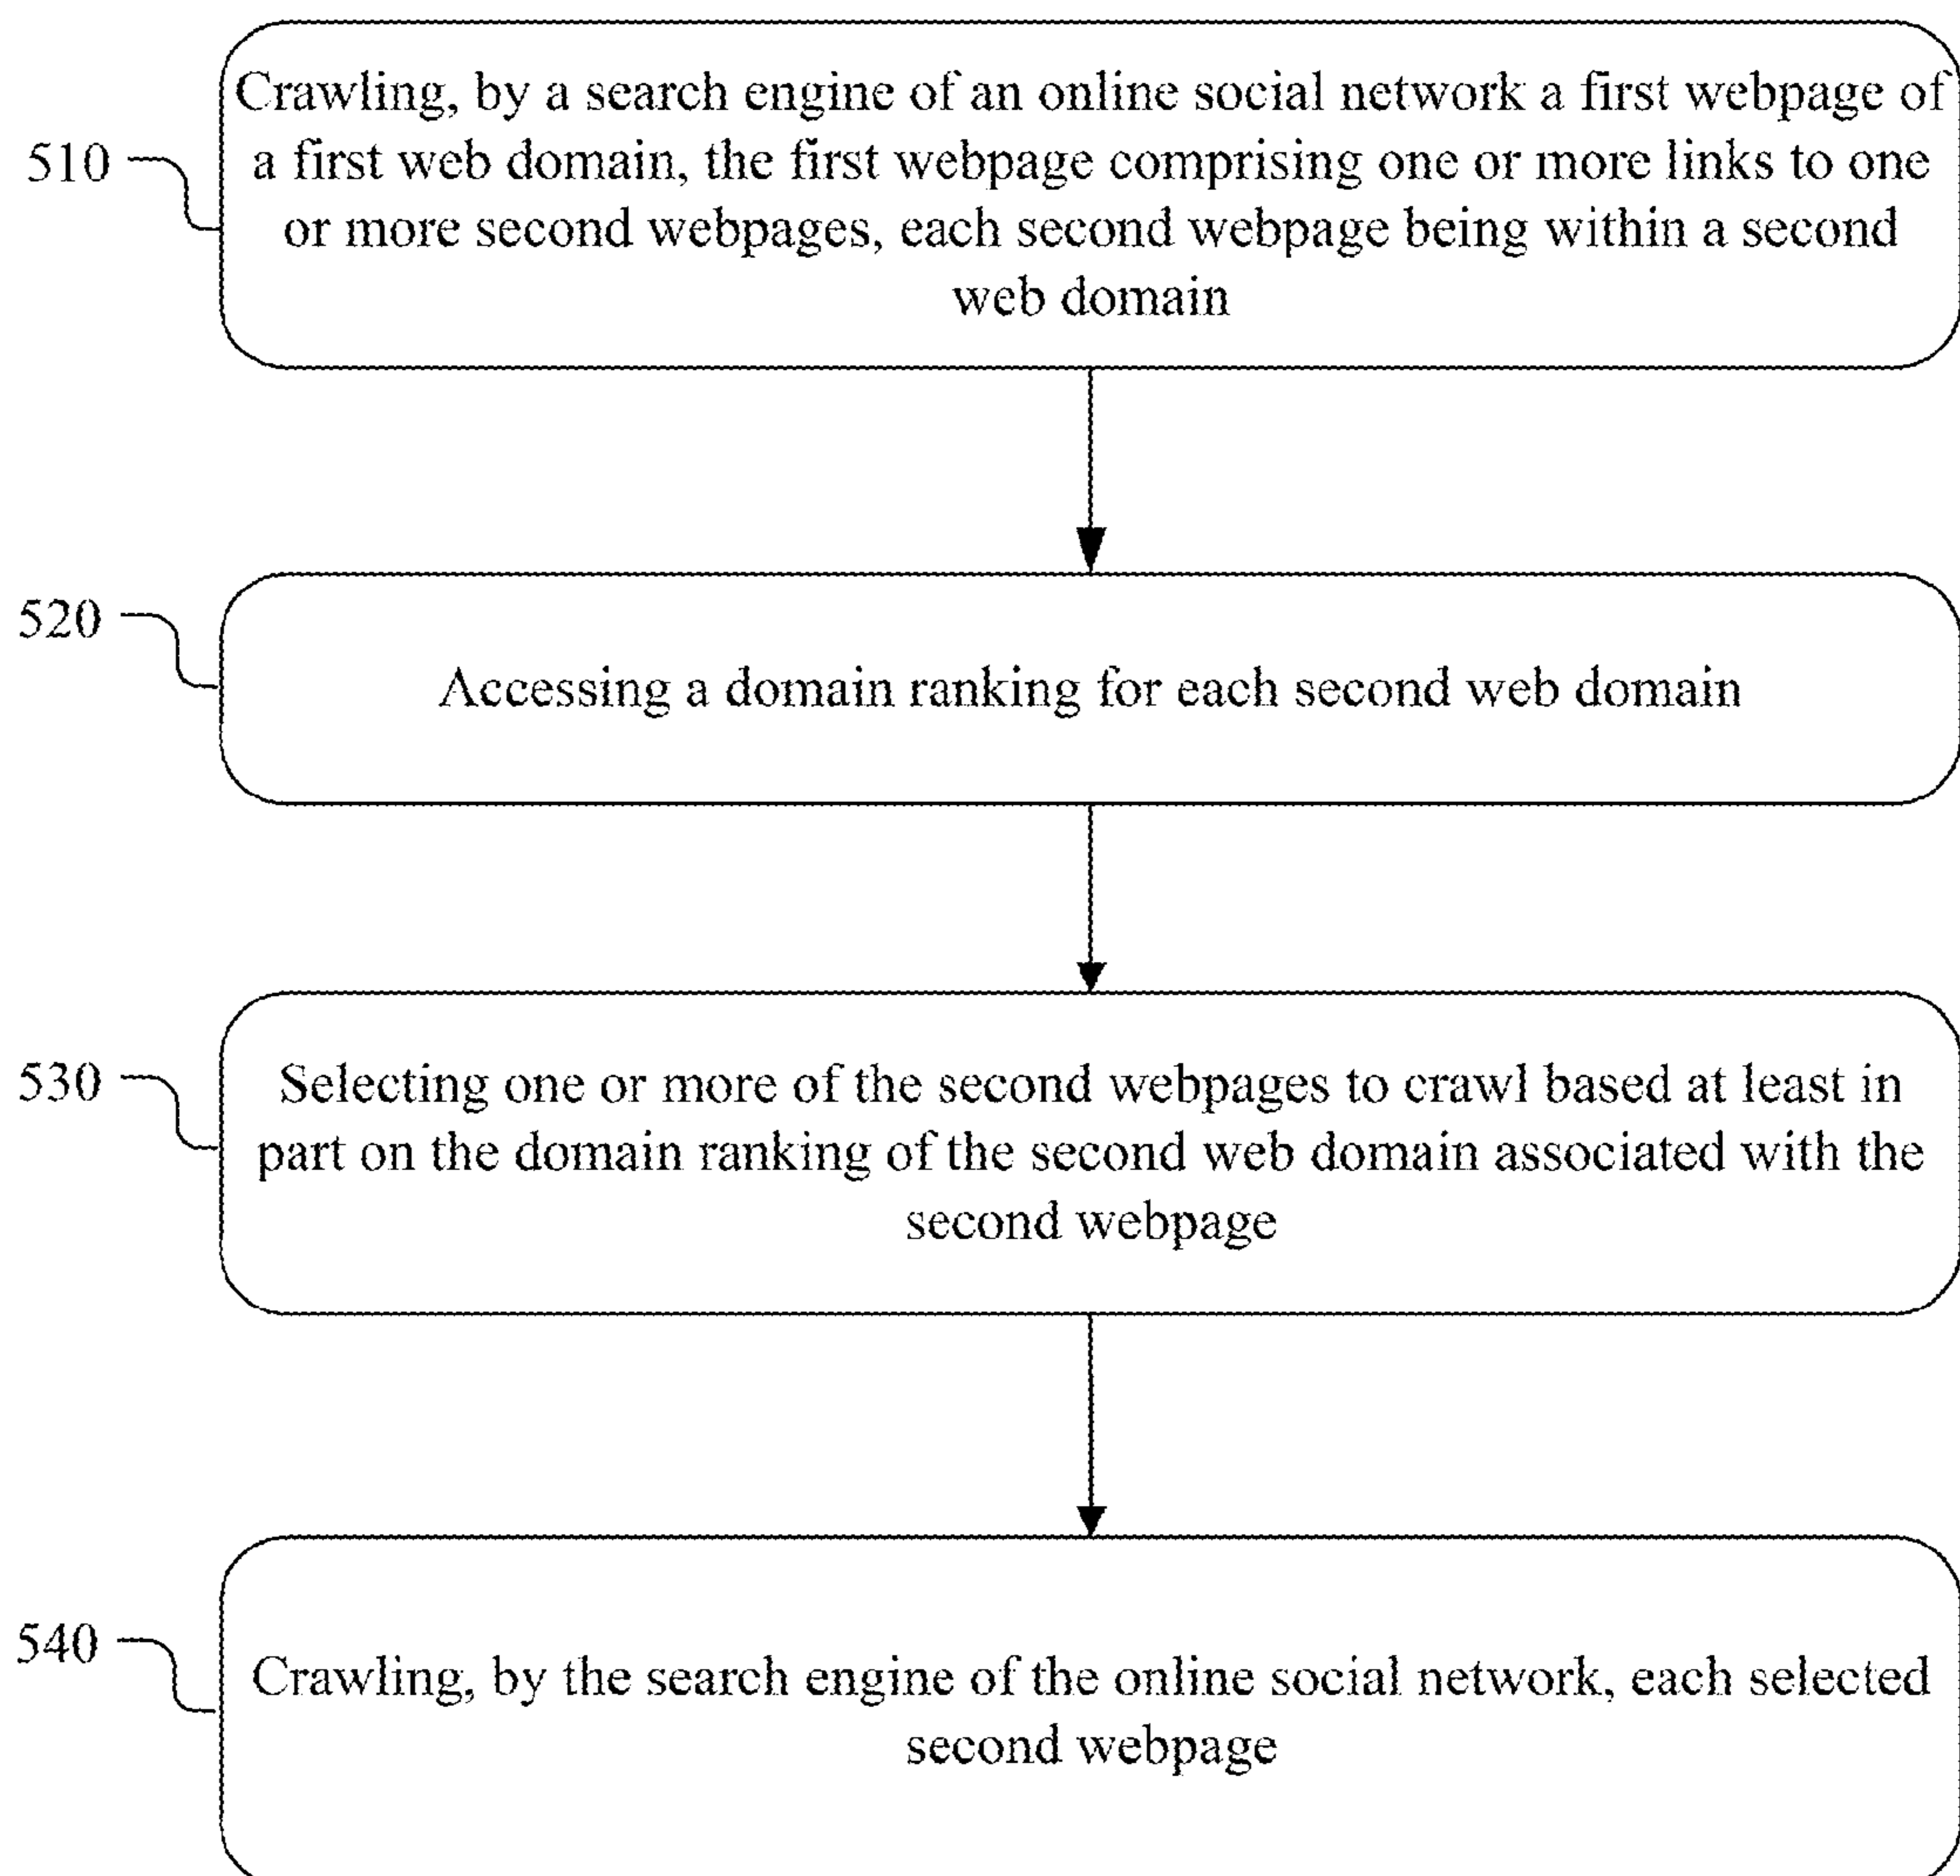 Crawling, by a search engine of an online social network a first webpage of
510
a first web domain, the first webpage comprising one or more links to one
or more second webpages, each second webpage being within a second
web domain
520
Accessing a domain ranking for each second web domain
530
Selecting one or more of the second webpages to crawl based at least in
part on the domain ranking of the second web domain associated with the
second webpage
540
Crawling, by the search engine of the online social network, each selected
second webpage